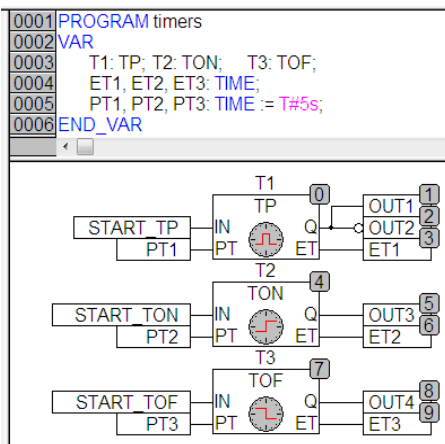 0001 PROGRAM timers
0002 VAR
0003 T1: TP; T2: TON; T3: TOF;
0004 ET1, ET2, ET3: TIME;
0005 PT1, PT2, PT3: TIME := T#5s;
0006 END_VAR
T1
TP 0
START_TP IN Q OUT1 1
OUT2 2
PT1 PT ET ET1 3
T2
TON 4
START_TON IN Q OUT3 5
PT2 PT ET ET2 6
T3
TOF 7
START_TOF IN Q OUT4 8
PT3 PT ET ET3 9